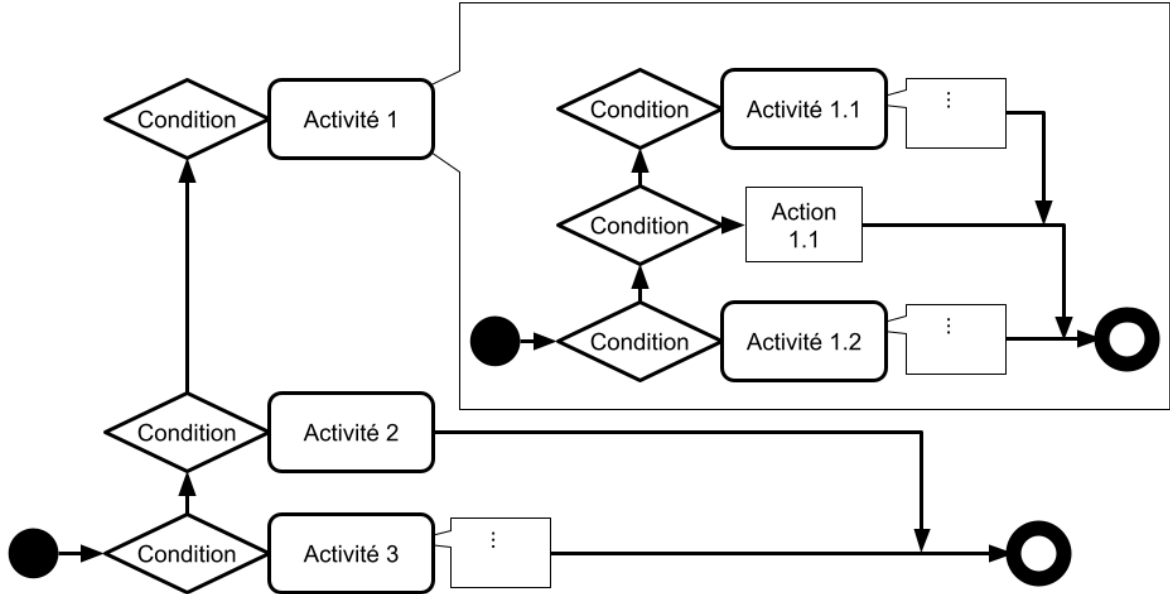 Condition
Activité 1
Condition
Activité 1.1
⋮
Condition
Action
1.1
Condition
Activité 1.2
⋮
Condition
Activité 2
Condition
Activité 3
⋮